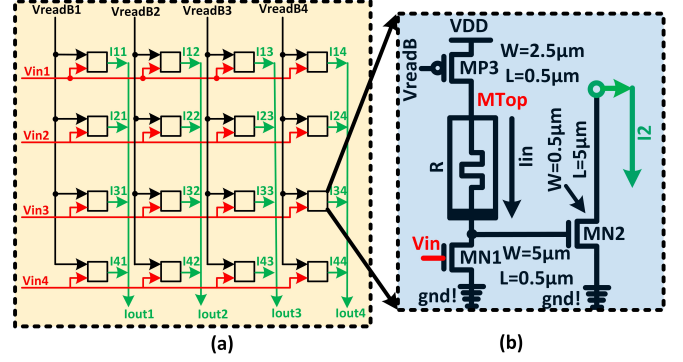 VreadB1 VreadB2 VreadB3 VreadB4
I11 I12 I13 I14
Vin1
I21 I22 I23 I24
Vin2
I31 I32 I33 I34
Vin3
I41 I42 I43 I44
Vin4
Iout1 Iout2 Iout3 Iout4
(a)
VDD
VreadB
MP3
W=2.5µm
L=0.5µm
MTop
R
Iin
W=0.5µm
L=5µm
I2
Vin
MN1
W=5µm
L=0.5µm
MN2
gnd!
gnd!
(b)